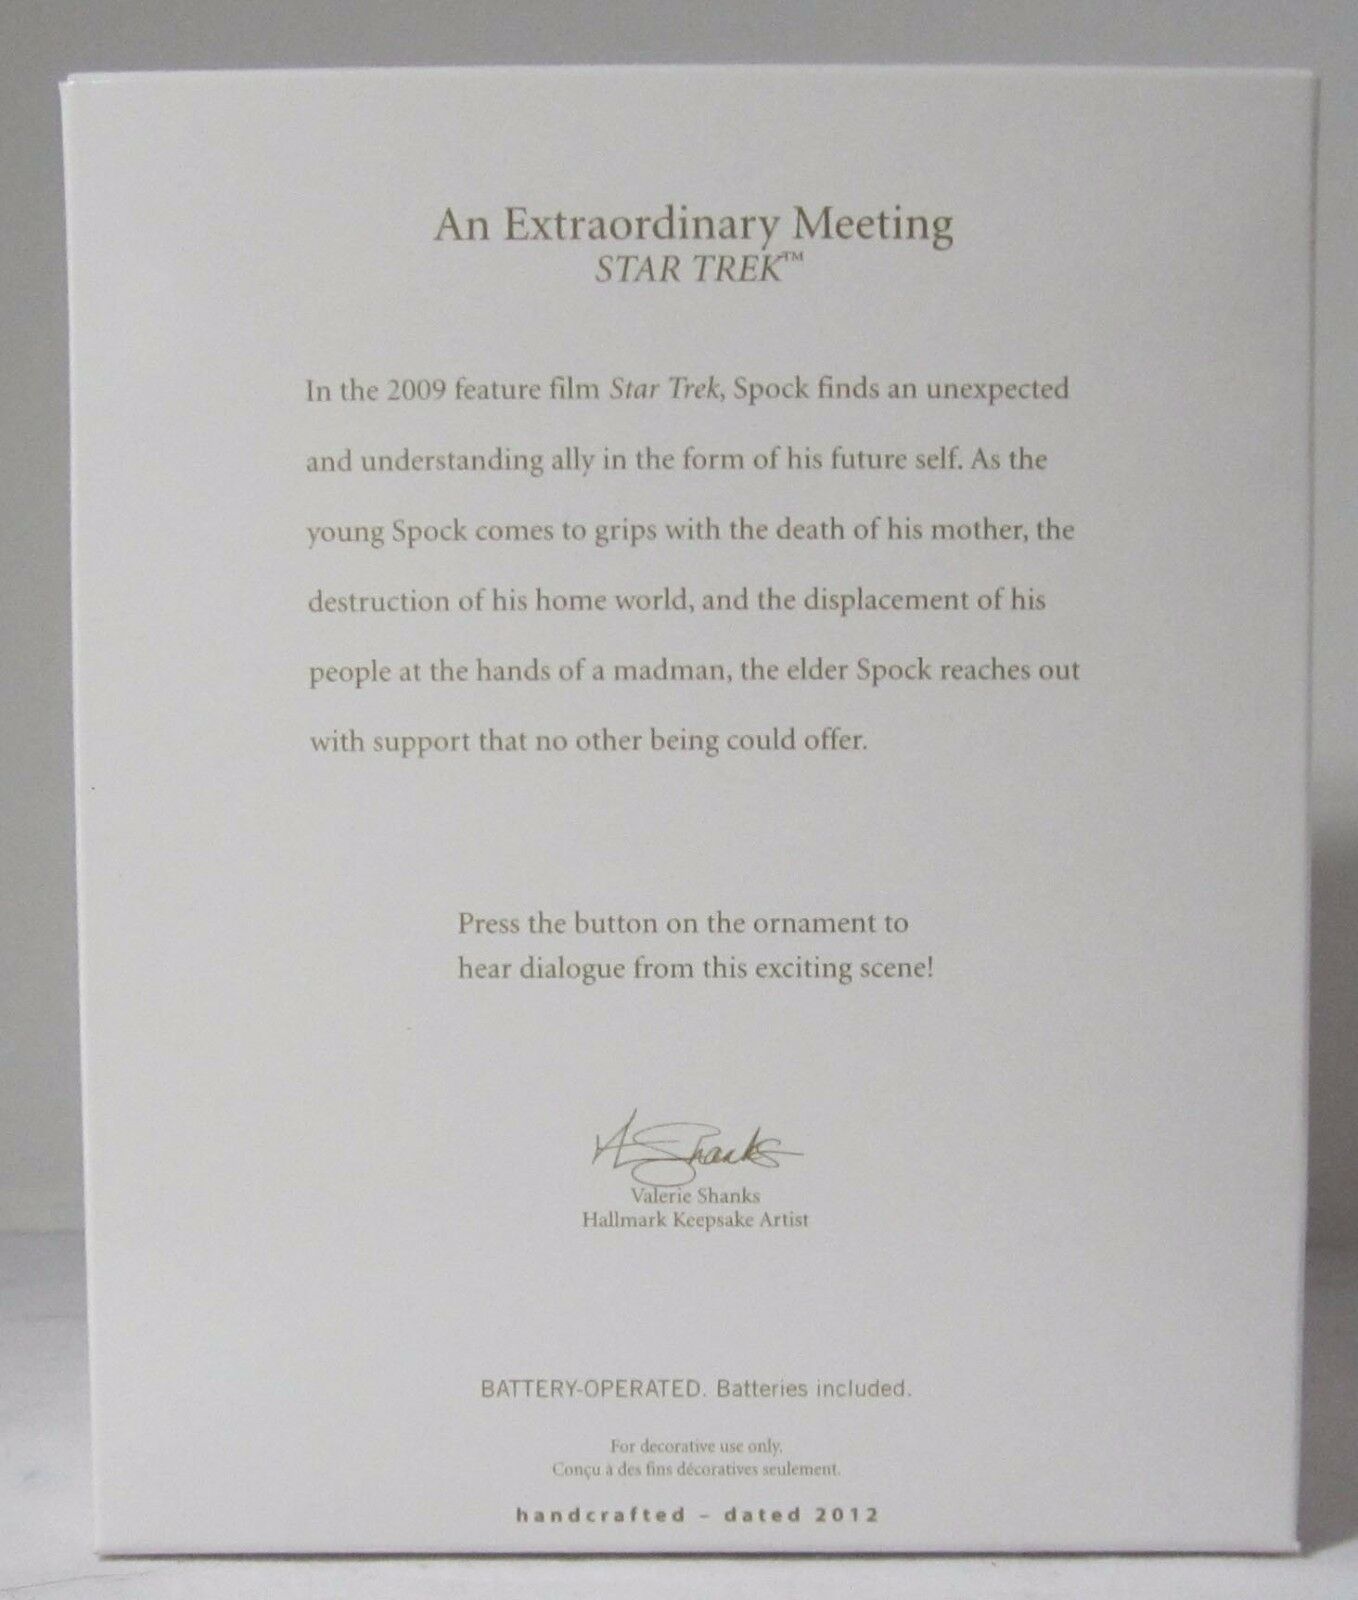 An Extraordinary Meeting
STAR TREK™
In the 2009 feature film Star Trek, Spock finds an unexpected
and understanding ally in the form of his future self. As the
young Spock comes to grips with the death of his mother, the
destruction of his home world, and the displacement of his
people at the hands of a madman, the elder Spock reaches out
with support that no other being could offer.
Press the button on the ornament to
hear dialogue from this exciting scene!
V Shanks
Valerie Shanks
Hallmark Keepsake Artist
BATTERY-OPERATED. Batteries included.
For decorative use only.
Conçu à des fins décoratives seulement.
handcrafted – dated 2012